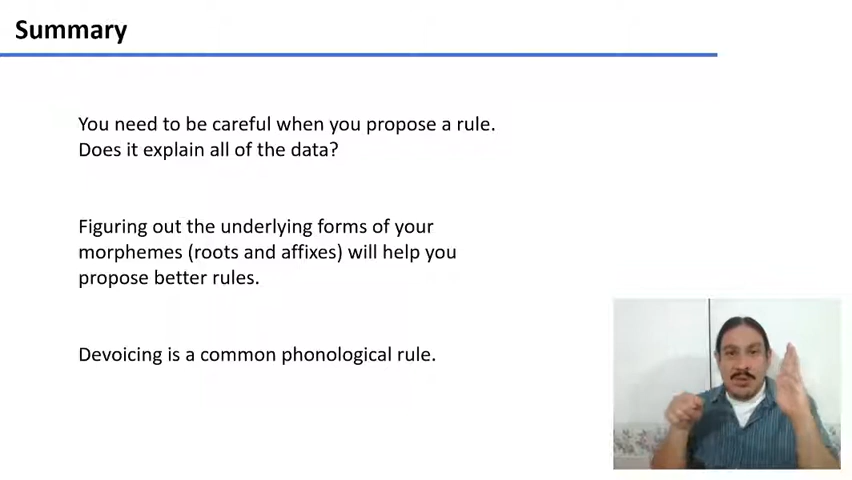 Summary
You need to be careful when you propose a rule.
Does it explain all of the data?
Figuring out the underlying forms of your
morphemes (roots and affixes) will help you
propose better rules.
Devoicing is a common phonological rule.